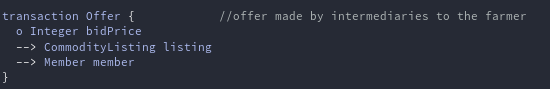 transaction Offer {             //offer made by intermediaries to the farmer
  o Integer bidPrice
  --> CommodityListing listing
  --> Member member
}